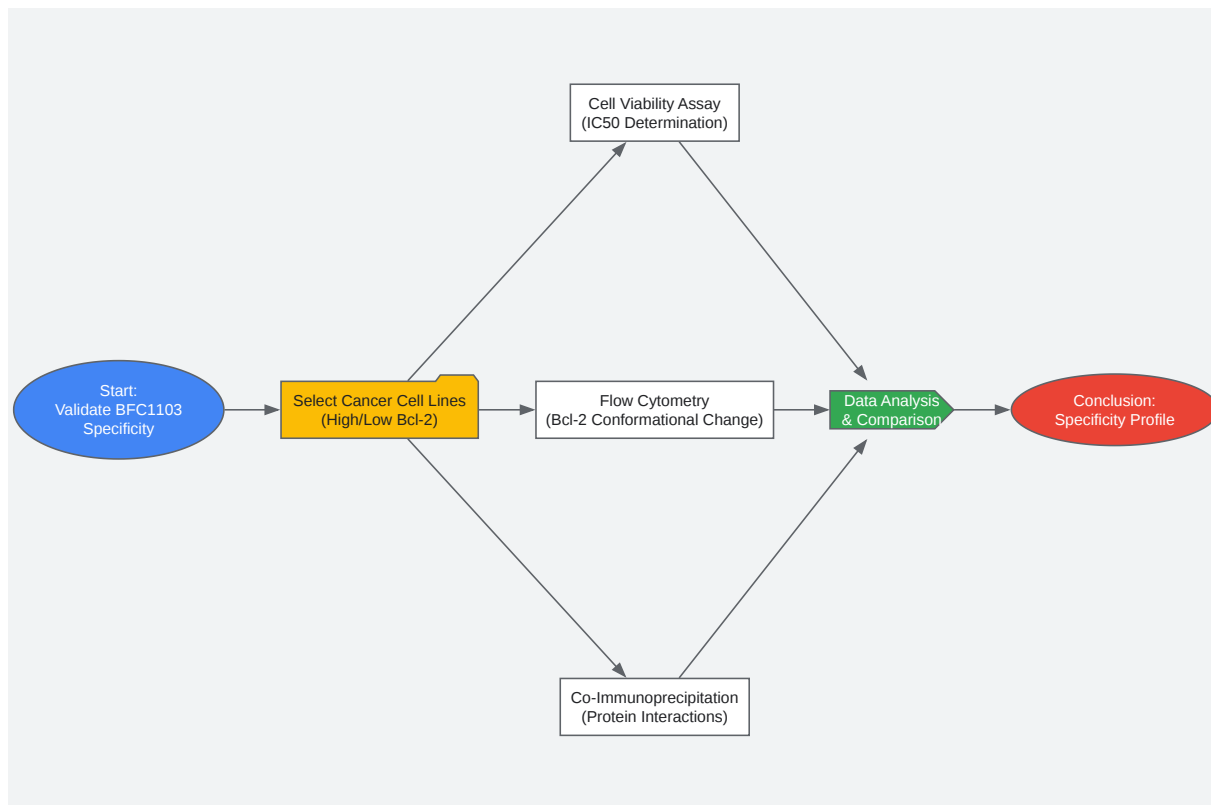 Start:
Validate BFC1103
Specificity
Select Cancer Cell Lines
(High/Low Bcl-2)
Cell Viability Assay
(IC50 Determination)
Flow Cytometry
(Bcl-2 Conformational Change)
Co-Immunoprecipitation
(Protein Interactions)
Data Analysis
& Comparison
Conclusion:
Specificity Profile